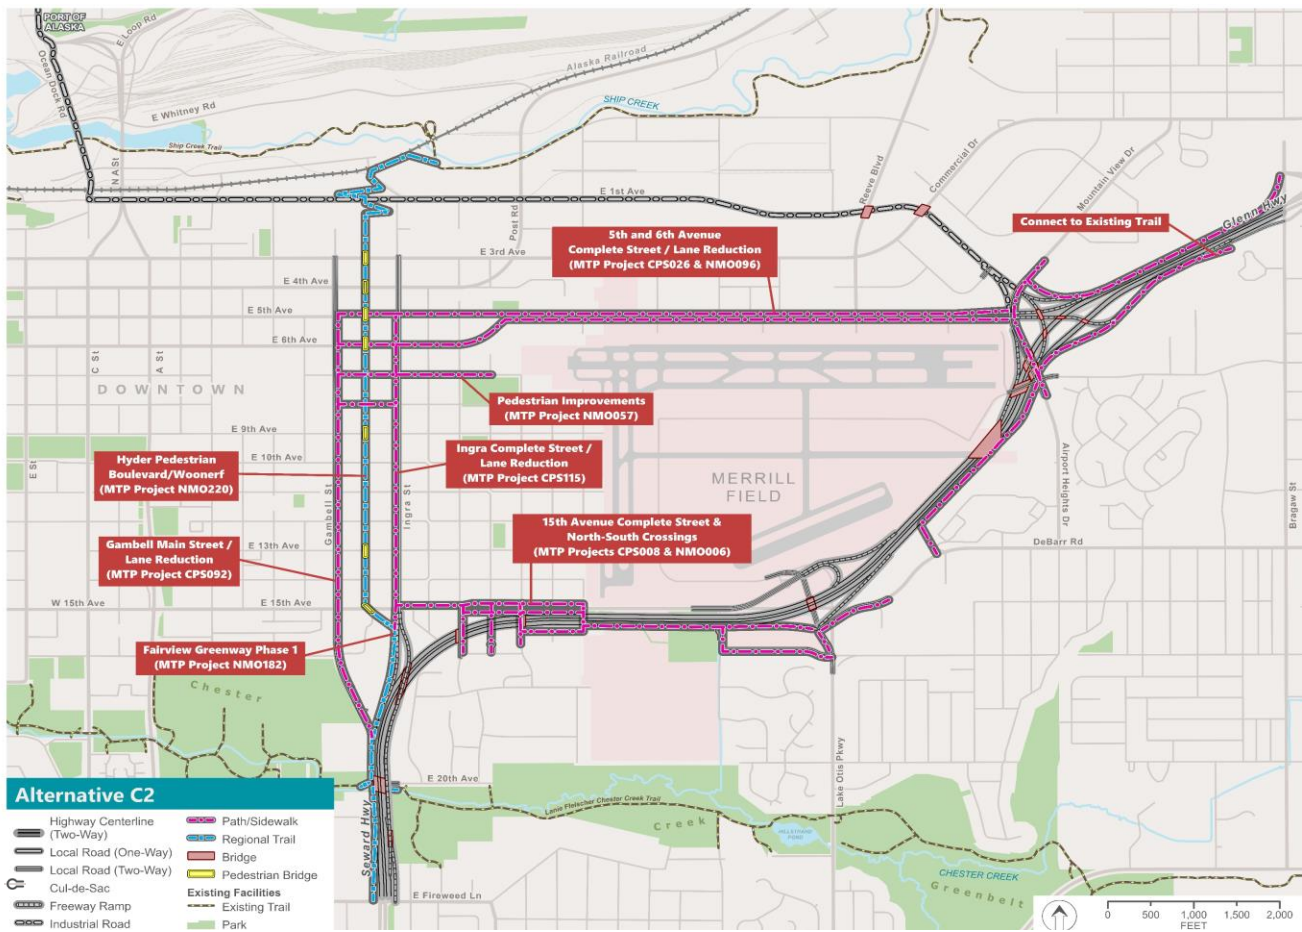 PORT OF
ALASKA
E Loop Rd
Ocean Dock Rd
E Whitney Rd
Alaska Railroad
SHIP CREEK
Ship Creek Trail
N A St
E 1st Ave
Post Rd
Reeve Blvd
Commercial Dr
Mountain View Dr
Glenn Hwy
Connect to Existing Trail
5th and 6th Avenue
Complete Street / Lane Reduction
(MTP Project CPS026 & NMO096)
E 3rd Ave
E 4th Ave
E 5th Ave
E 6th Ave
C St
A St
DOWNTOWN
Pedestrian Improvements
(MTP Project NMO057)
E 9th Ave
E 10th Ave
E St
Hyder Pedestrian
Boulevard/Woonerf
(MTP Project NMO220)
Ingra Complete Street /
Lane Reduction
(MTP Project CPS115)
MERRILL
FIELD
Airport Heights Dr
Bragaw St
Gambell St
Ingra St
15th Avenue Complete Street &
North-South Crossings
(MTP Projects CPS008 & NMO006)
Gambell Main Street /
Lane Reduction
(MTP Project CPS092)
E 13th Ave
DeBarr Rd
W 15th Ave
E 15th Ave
Fairview Greenway Phase 1
(MTP Project NMO182)
Chester
E 20th Ave
Lanie Fleischer Chester Creek Trail
Creek
Lake Otis Pkwy
HILLSTRAND
POND
CHESTER CREEK
Greenbelt
Seward Hwy
E Fireweed Ln
Alternative C2
Highway Centerline
(Two-Way)
Local Road (One-Way)
Local Road (Two-Way)
Cul-de-Sac
Freeway Ramp
Industrial Road
Path/Sidewalk
Regional Trail
Bridge
Pedestrian Bridge
Existing Facilities
Existing Trail
Park
0 500 1,000 1,500 2,000
FEET